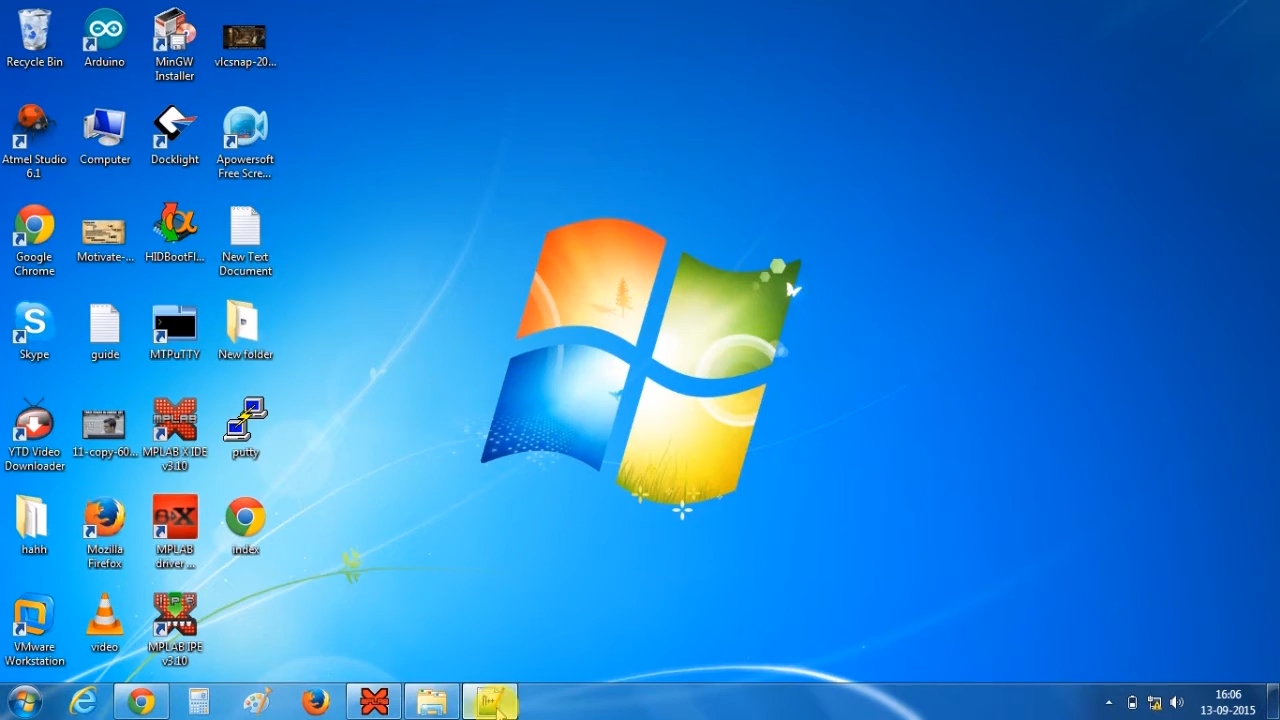 Recycle Bin
Arduino
MinGW
Installer
vlcsnap-20...
Atmel Studio
6.1
Computer
Docklight
Apowersoft
Free Scre...
Google
Chrome
Motivate-...
HIDBootFl...
New Text
Document
Skype
guide
MTPuTTY
New folder
YTD Video
Downloader
11-copy-60...
MPLAB
MPLAB X IDE
v3.10
putty
hahh
Mozilla
Firefox
MPLAB
driver ...
index
VMware
Workstation
video
MPLAB IPE
v3.10
MPLAB
16:06
13-09-2015